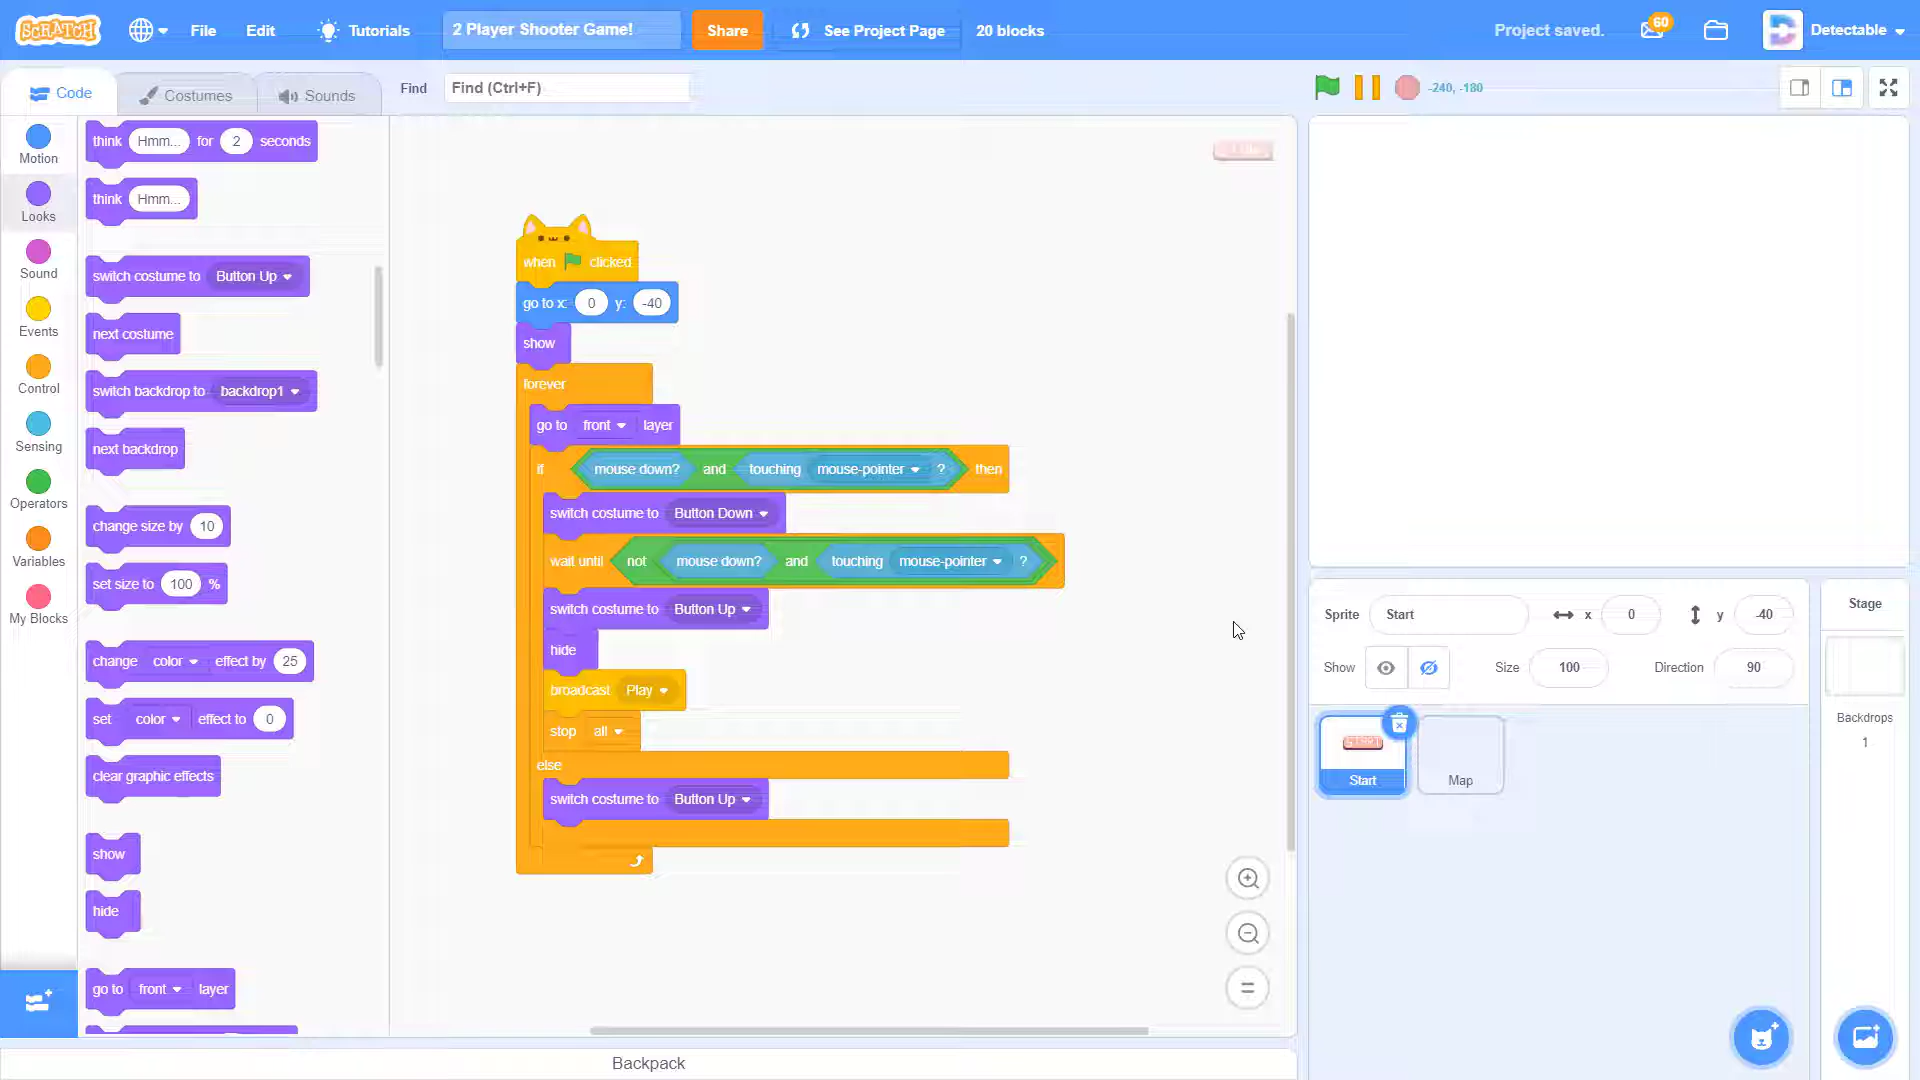 SCRATCH File Edit Tutorials 2 Player Shooter Game! Share See Project Page 20 blocks Project saved. 60 Detectable
Code Costumes Sounds Find Find (Ctrl+F) -240, -180
Motion
Looks
Sound
Events
Control
Sensing
Operators
Variables
My Blocks
think Hmm... for 2 seconds
think Hmm...
switch costume to Button Up
next costume
switch backdrop to backdrop1
next backdrop
change size by 10
set size to 100 %
change color effect by 25
set color effect to 0
clear graphic effects
show
hide
go to front layer
when clicked
go to x: 0 y: -40
show
forever
go to front layer
if mouse down? and touching mouse-pointer ? then
switch costume to Button Down
wait until not mouse down? and touching mouse-pointer ?
switch costume to Button Up
hide
broadcast Play
stop all
else
switch costume to Button Up
Sprite Start x 0 y -40
Show Size 100 Direction 90
START
Start
Map
Stage
Backdrops
1
Backpack